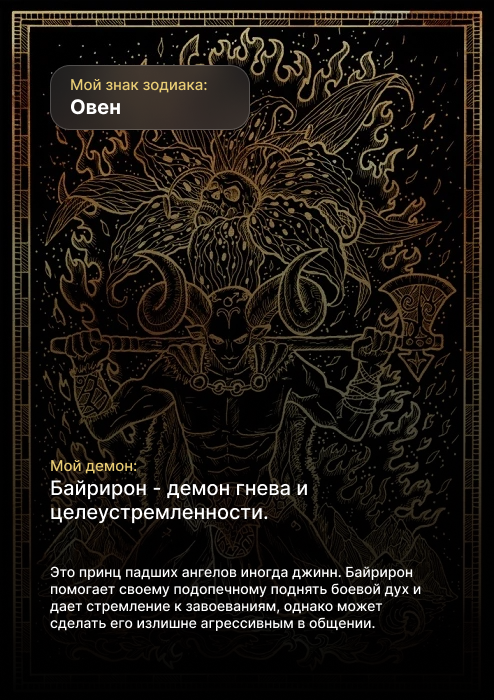 Мой знак зодиака:
Овен
Мой демон:
Байрирон - демон гнева и
целеустремленности.
Это принц падших ангелов иногда джинн. Байрирон
помогает своему подопечному поднять боевой дух и
дает стремление к завоеваниям, однако может
сделать его излишне агрессивным в общении.